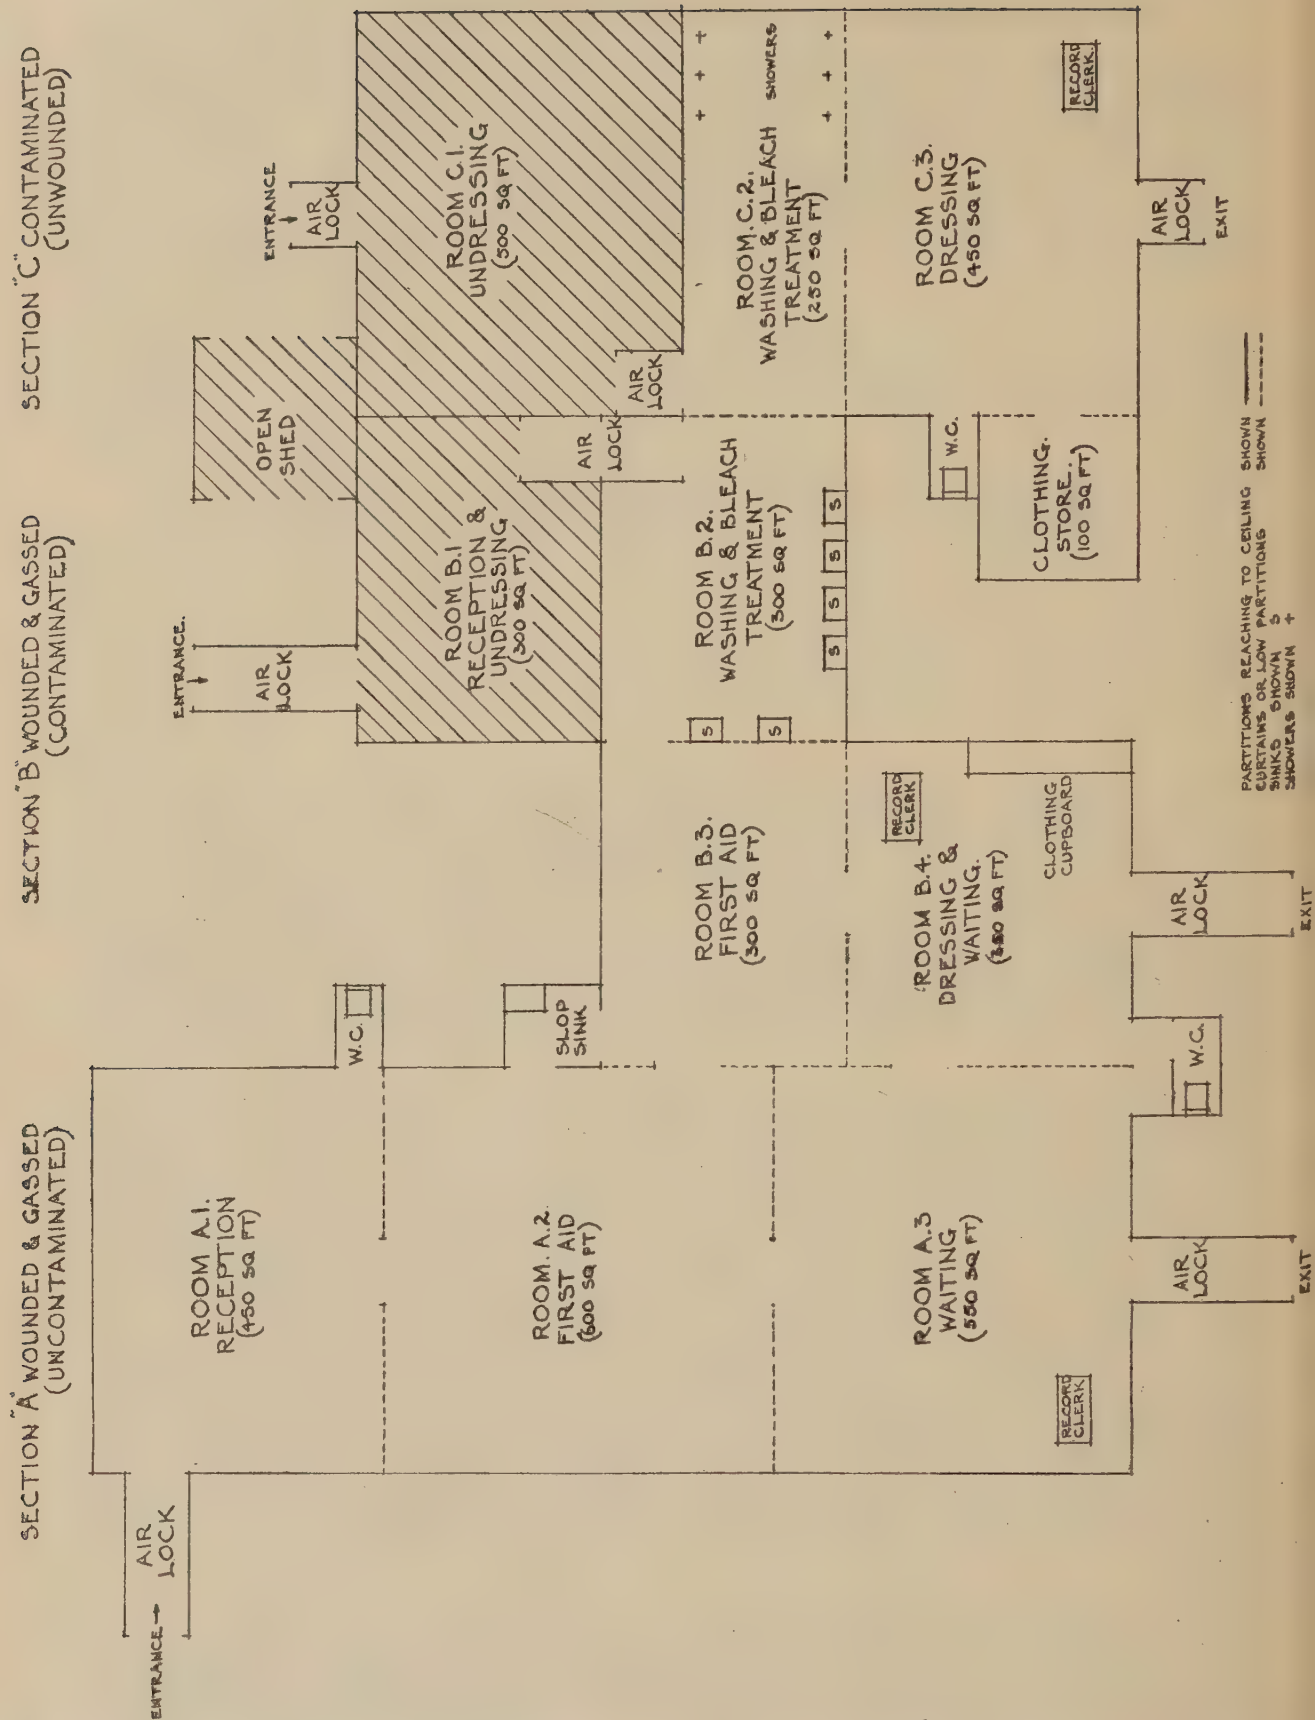 SECTION "A" WOUNDED & GASSED
(UNCONTAMINATED)
SECTION "B" WOUNDED & GASSED
(CONTAMINATED)
SECTION "C" CONTAMINATED
(UNWOUNDED)
ENTRANCE →
AIR
LOCK
ROOM A.1.
RECEPTION
(450 SQ FT)
W.C.
ROOM. A.2.
FIRST AID
(600 SQ FT)
SLOP
SINK
ROOM A.3
WAITING
(550 SQ FT)
RECORD
CLERK.
AIR
LOCK
EXIT
W.C.
ENTRANCE.
AIR
LOCK
ROOM B.1
RECEPTION &
UNDRESSING
(300 SQ FT)
OPEN
SHED
AIR
LOCK
ROOM B.2.
WASHING & BLEACH
TREATMENT
(300 SQ FT)
S
S
S
S
S
S
ROOM B.3.
FIRST AID
(300 SQ FT)
RECORD
CLERK
ROOM B.4.
DRESSING &
WAITING.
CLOTHING
CUPBOARD
AIR
LOCK
EXIT
ENTRANCE
AIR
LOCK
ROOM C.1.
UNDRESSING
(500 SQ FT)
AIR
LOCK
ROOM. C.2.
WASHING & BLEACH
TREATMENT
(250 SQ FT)
SHOWERS
+ + +
+ + +
ROOM C.3.
DRESSING
(450 SQ FT)
RECORD
CLERK.
W.C.
CLOTHING.
STORE.
(100 SQ FT)
AIR
LOCK
EXIT
PARTITIONS REACHING TO CEILING SHOWN
CURTAINS OR LOW PARTITIONS SHOWN
SINKS SHOWN S
SHOWERS SHOWN +